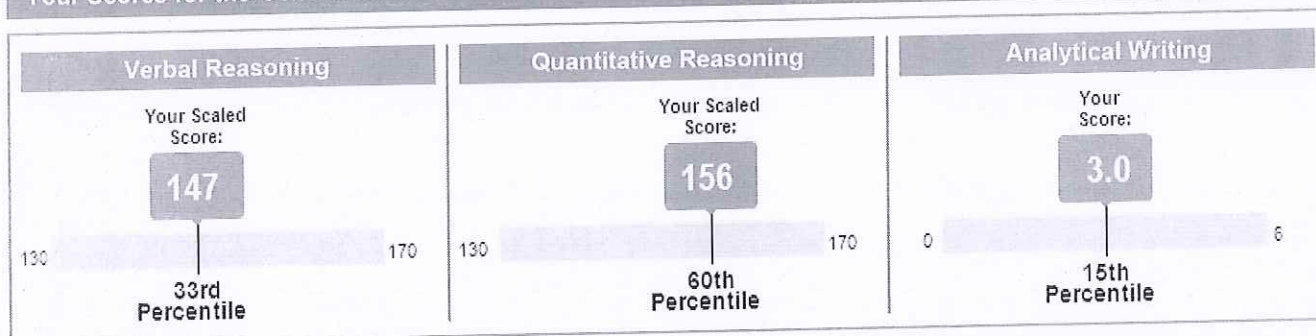 Verbal Reasoning
Your Scaled
Score:
147
130
170
33rd
Percentile
Quantitative Reasoning
Your Scaled
Score:
156
130
170
60th
Percentile
Analytical Writing
Your
Score:
3.0
0
6
15th
Percentile